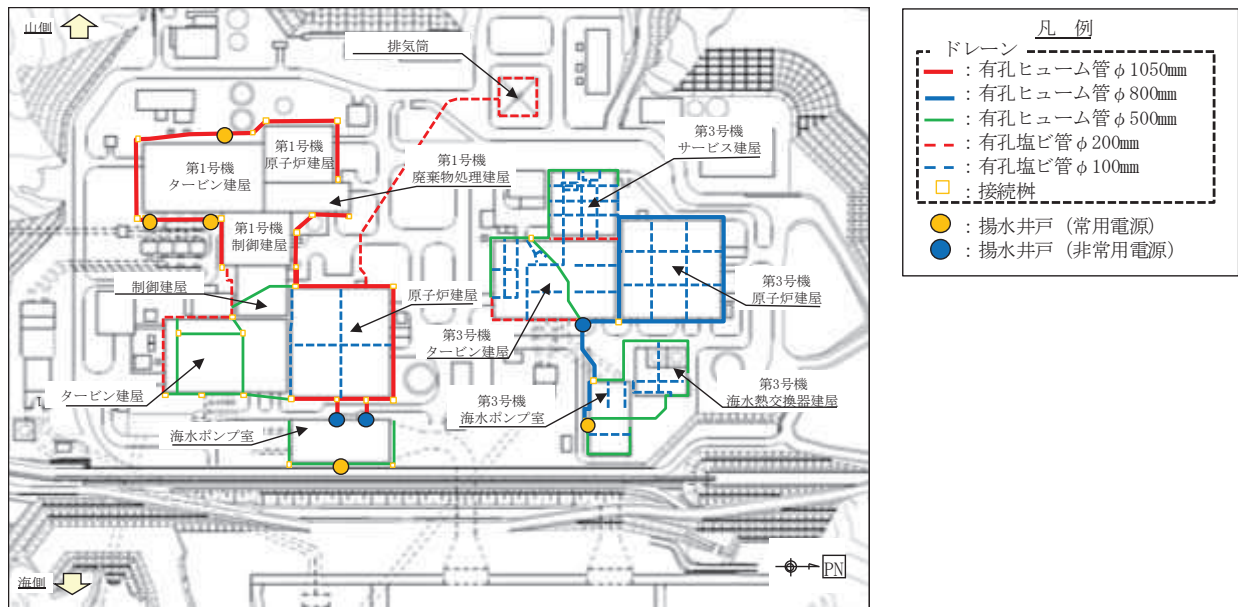 山側
排気筒
第1号機
原子炉建屋
第1号機
タービン建屋
第1号機
廃棄物処理建屋
第3号機
サービス建屋
第1号機
制御建屋
制御建屋
原子炉建屋
第3号機
原子炉建屋
第3号機
タービン建屋
タービン建屋
海水ポンプ室
第3号機
海水ポンプ室
第3号機
海水熱交換器建屋
海側
PN
凡 例
ドレーン
：有孔ヒューム管φ1050mm
：有孔ヒューム管φ800mm
：有孔ヒューム管φ500mm
：有孔塩ビ管φ200mm
：有孔塩ビ管φ100mm
：接続桝
：揚水井戸（常用電源）
：揚水井戸（非常用電源）